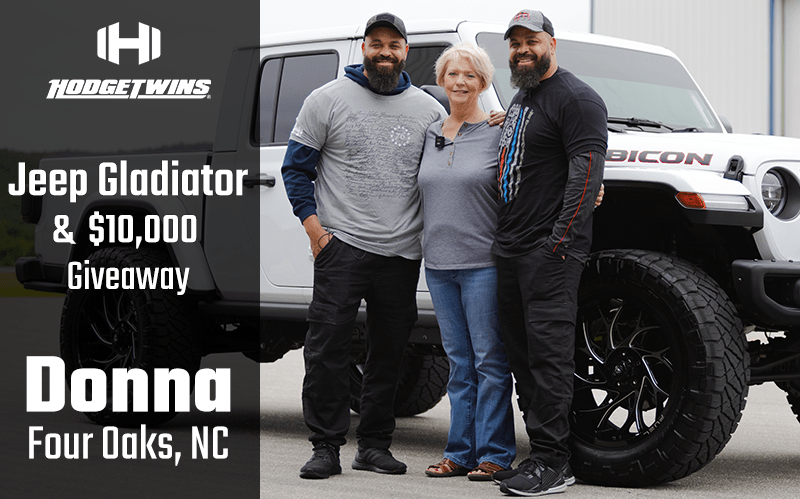 HODGETWINS®
Jeep Gladiator
& $10,000
Giveaway
Donna
Four Oaks, NC
RUBICON